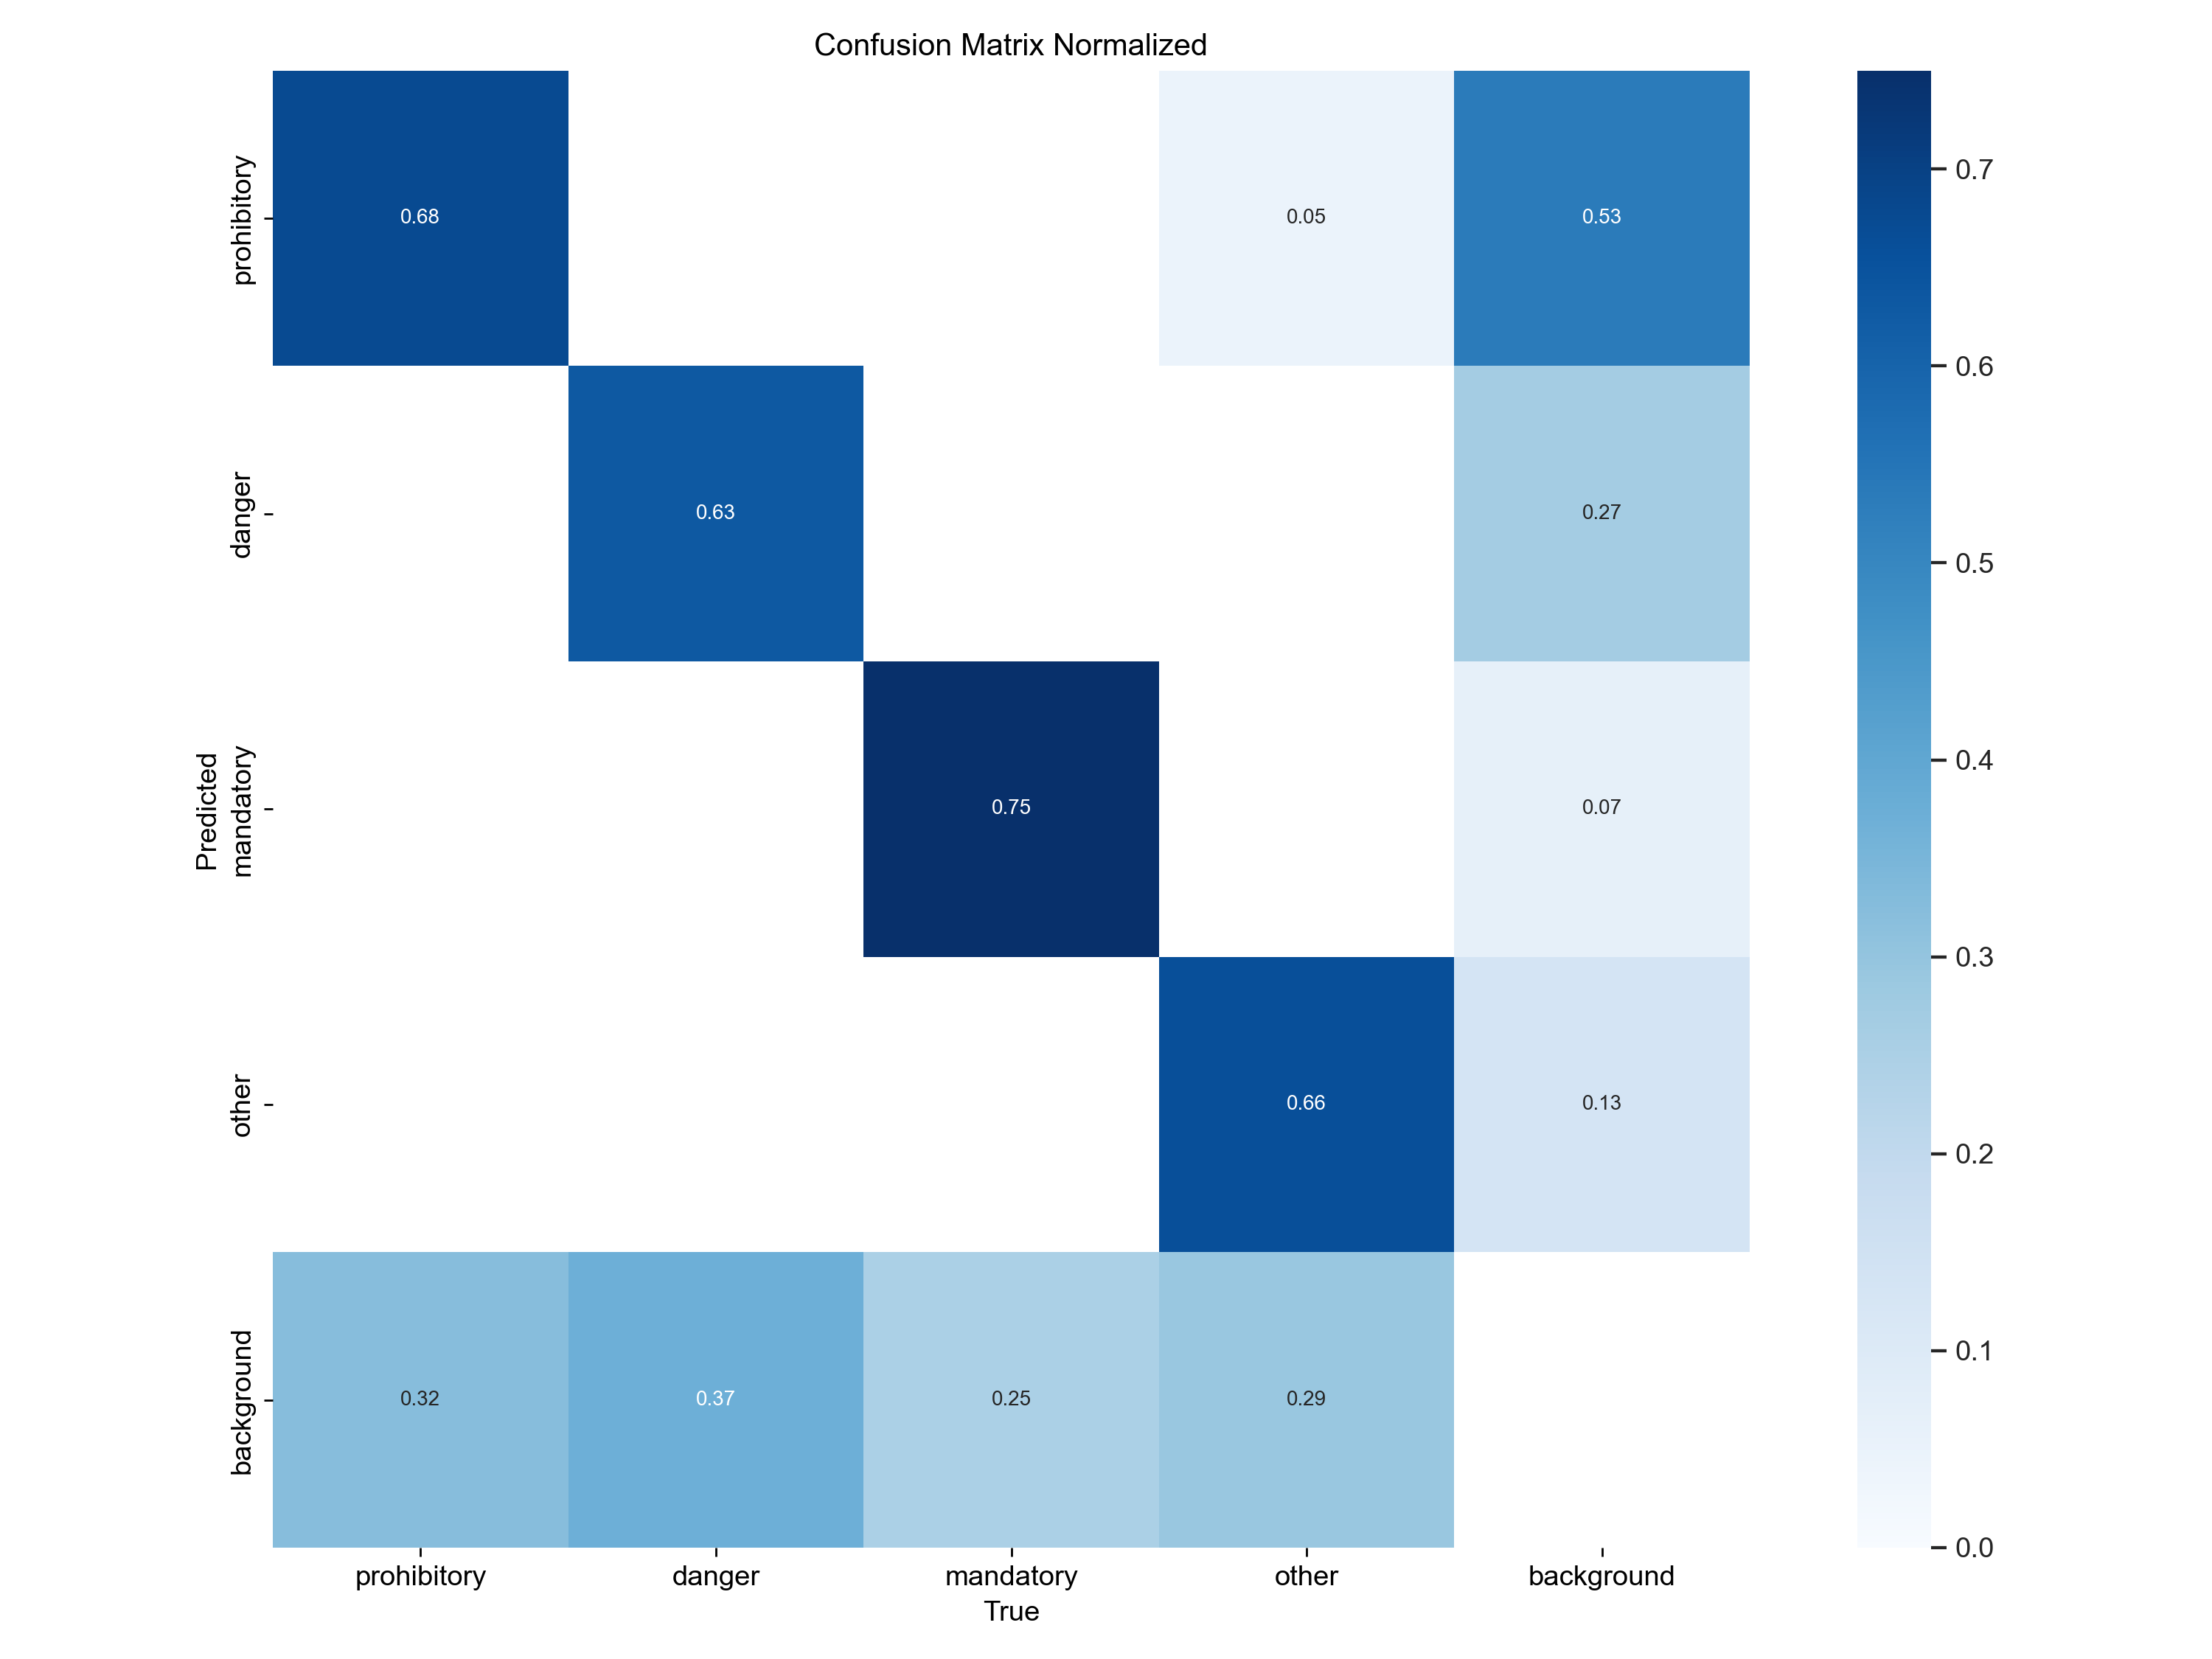 Confusion Matrix Normalized
prohibitory
0.68
0.05
0.53
danger
0.63
0.27
Predicted
mandatory
0.75
0.07
other
0.66
0.13
background
0.32
0.37
0.25
0.29
prohibitory
danger
mandatory
other
background
True
0.7
0.6
0.5
0.4
0.3
0.2
0.1
0.0